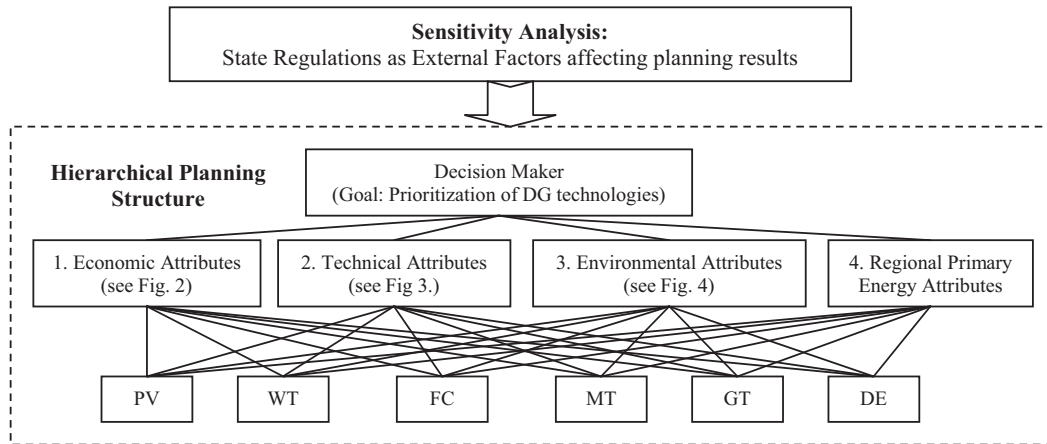 Sensitivity Analysis:
State Regulations as External Factors affecting planning results
Hierarchical Planning
Structure
Decision Maker
(Goal: Prioritization of DG technologies)
1. Economic Attributes
(see Fig. 2)
2. Technical Attributes
(see Fig 3.)
3. Environmental Attributes
(see Fig. 4)
4. Regional Primary
Energy Attributes
PV
WT
FC
MT
GT
DE